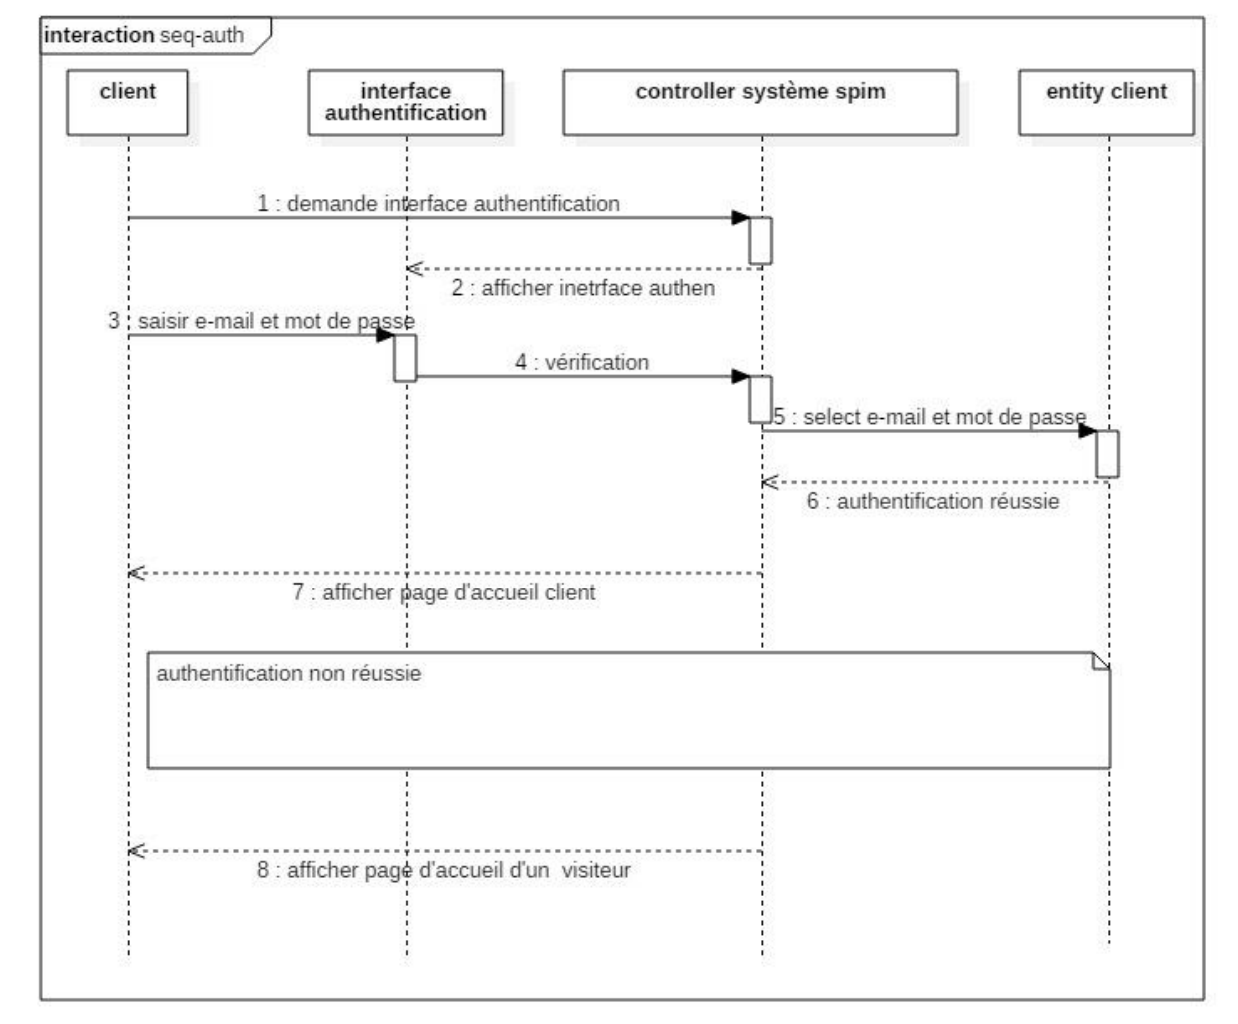 interaction seq-auth
client
interface
authentification
controller système spim
entity client
1 : demande interface authentification
2 : afficher inetrface authen
3 : saisir e-mail et mot de passe
4 : vérification
5 : select e-mail et mot de passe
6 : authentification réussie
7 : afficher page d'accueil client
authentification non réussie
8 : afficher page d'accueil d'un  visiteur